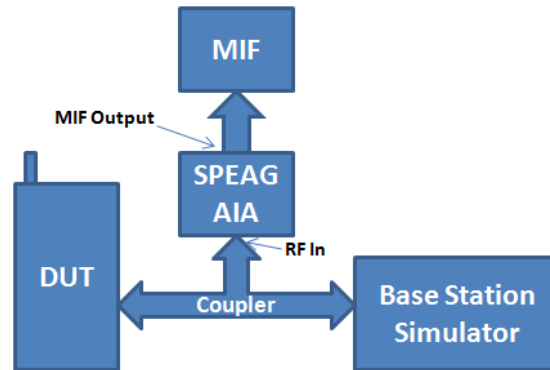 MIF
MIF Output
SPEAG
AIA
RF In
DUT
Coupler
Base Station
Simulator